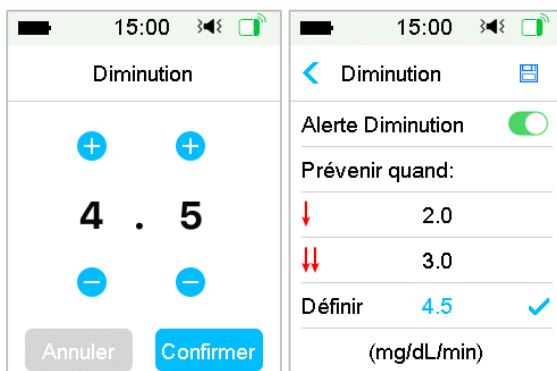 15:00
Diminution
4 . 5
Annuler Confirmer
15:00
Diminution
Alerte Diminution
Prévenir quand:
2.0
3.0
Définir 4.5
(mg/dL/min)